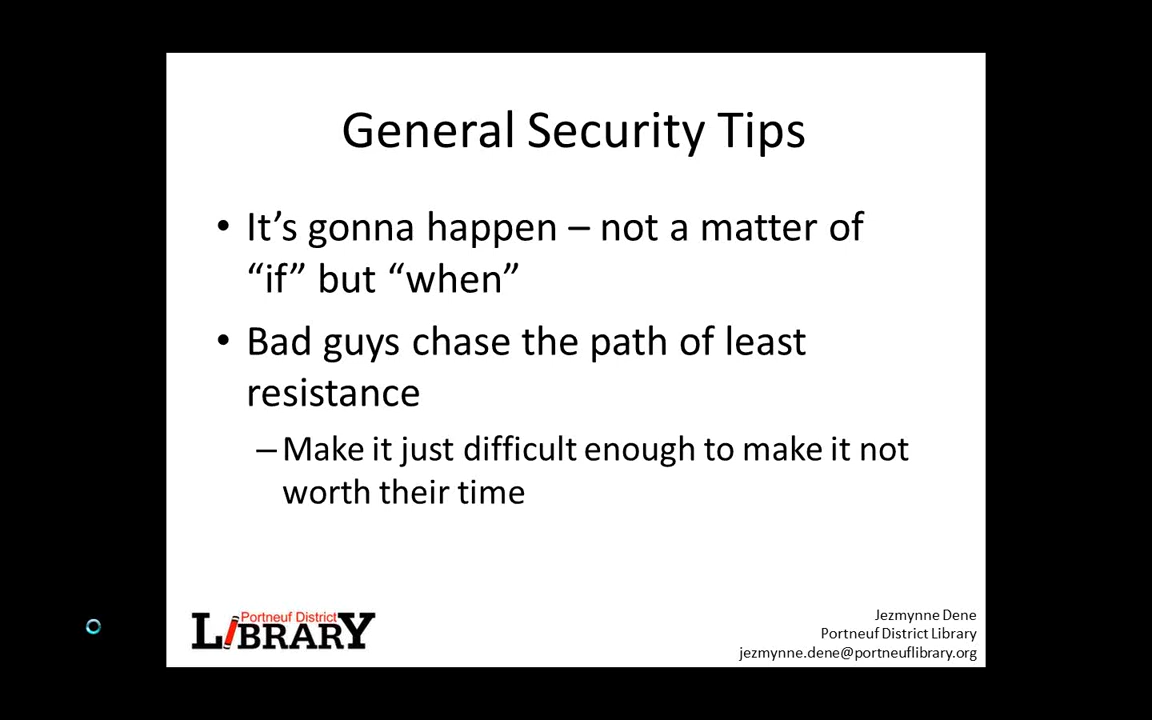 General Security Tips
• It’s gonna happen – not a matter of
“if” but “when”
• Bad guys chase the path of least
resistance
– Make it just difficult enough to make it not
worth their time
Portneuf District
LIBRARY
Jezmynne Dene
Portneuf District Library
jezmynne.dene@portneuflibrary.org